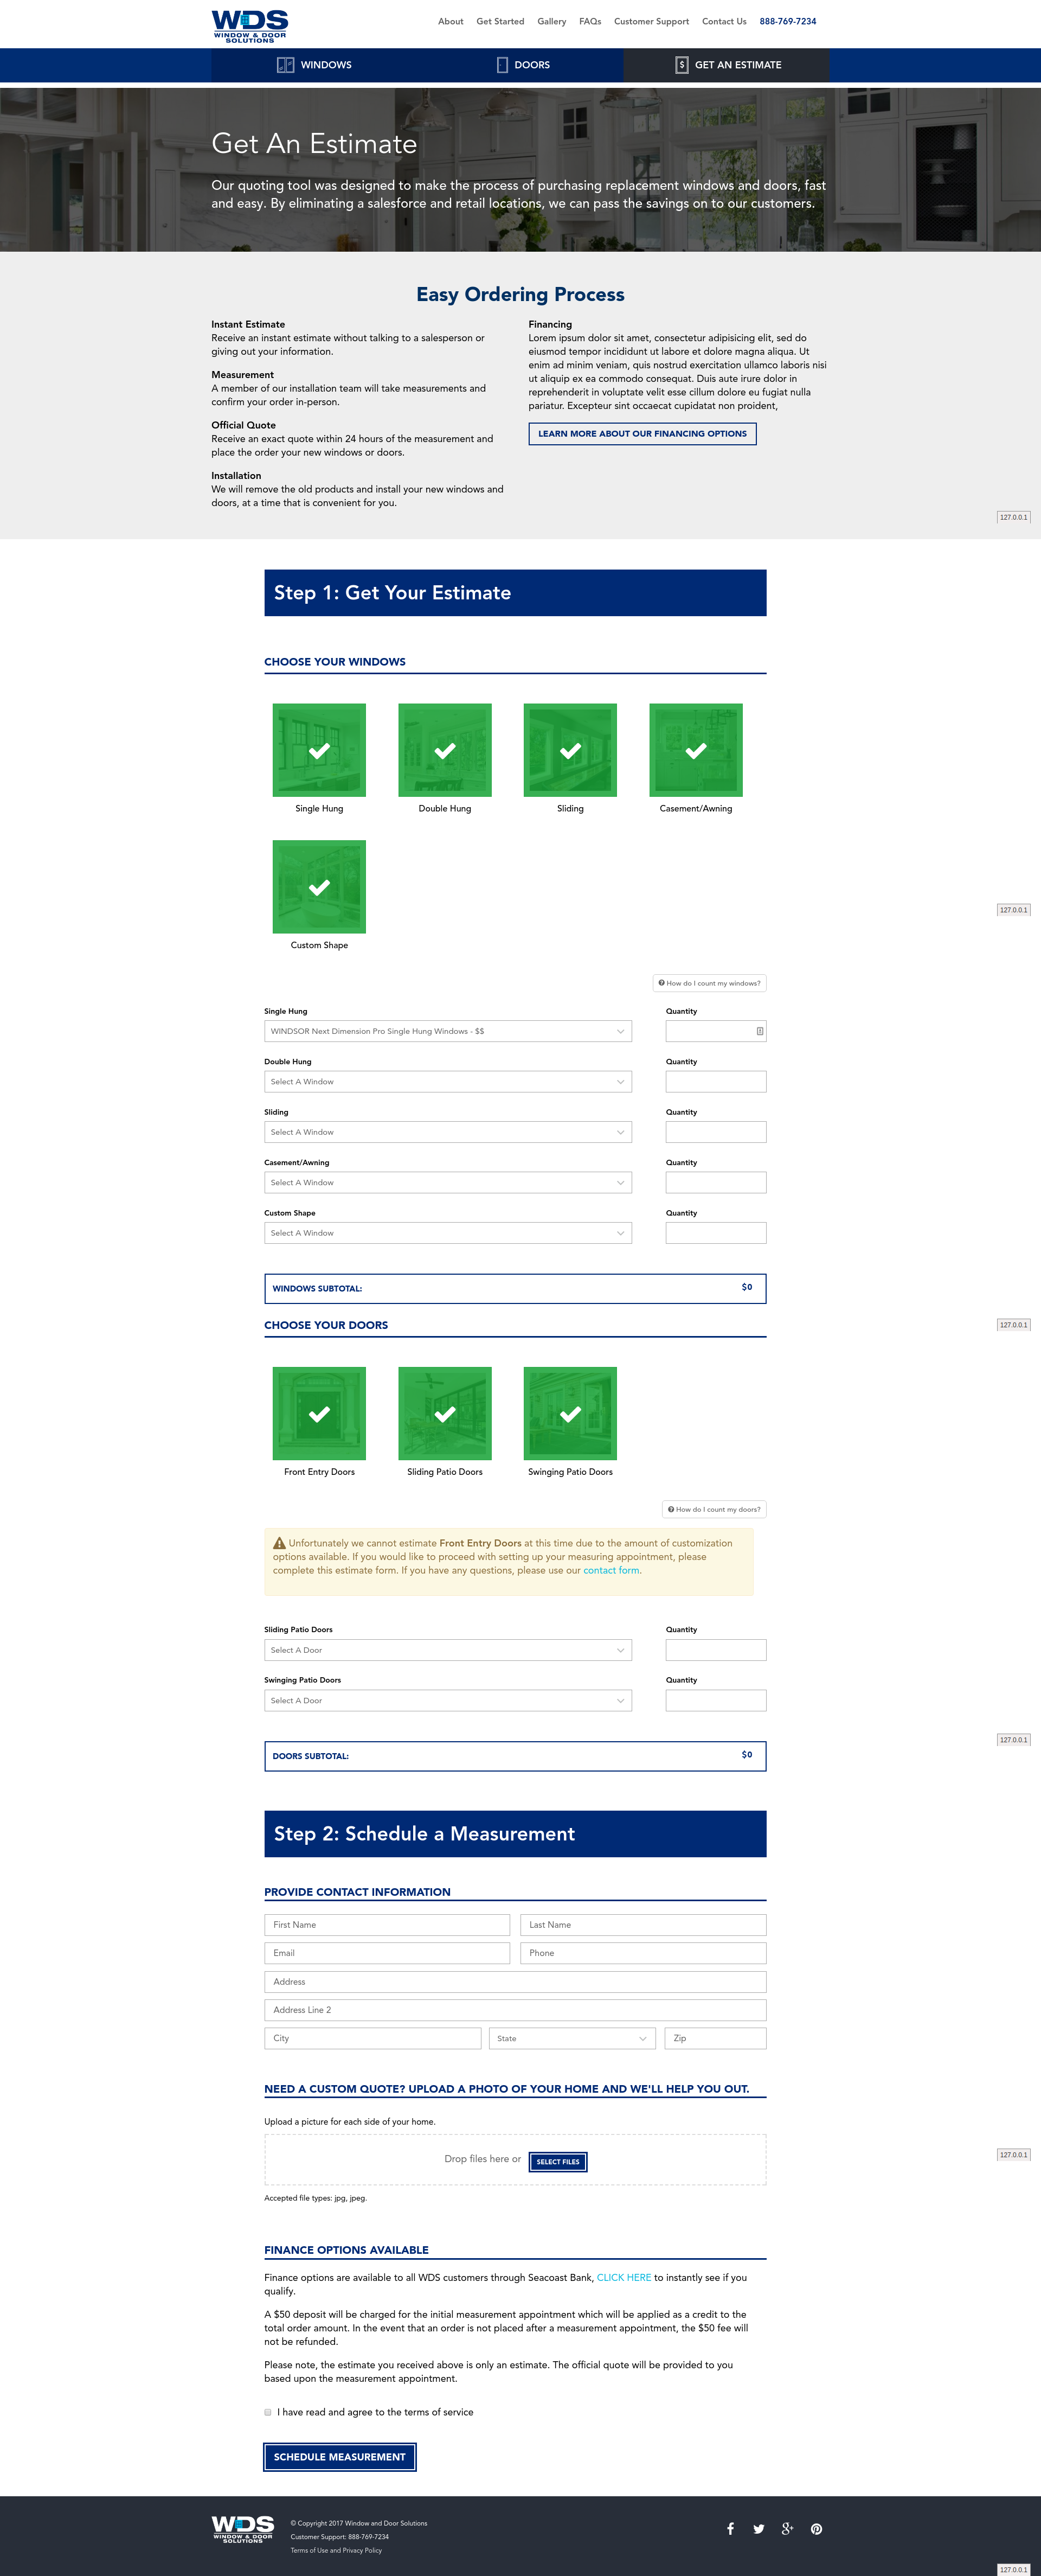 WDS
WINDOW & DOOR
SOLUTIONS
About Get Started Gallery FAQs Customer Support Contact Us 888-769-7234
WINDOWS DOORS $ GET AN ESTIMATE
Get An Estimate
Our quoting tool was designed to make the process of purchasing replacement windows and doors, fast
and easy. By eliminating a salesforce and retail locations, we can pass the savings on to our customers.
Easy Ordering Process
Instant Estimate
Receive an instant estimate without talking to a salesperson or
giving out your information.
Measurement
A member of our installation team will take measurements and
confirm your order in-person.
Official Quote
Receive an exact quote within 24 hours of the measurement and
place the order your new windows or doors.
Installation
We will remove the old products and install your new windows and
doors, at a time that is convenient for you.
Financing
Lorem ipsum dolor sit amet, consectetur adipisicing elit, sed do
eiusmod tempor incididunt ut labore et dolore magna aliqua. Ut
enim ad minim veniam, quis nostrud exercitation ullamco laboris nisi
ut aliquip ex ea commodo consequat. Duis aute irure dolor in
reprehenderit in voluptate velit esse cillum dolore eu fugiat nulla
pariatur. Excepteur sint occaecat cupidatat non proident,
LEARN MORE ABOUT OUR FINANCING OPTIONS
127.0.0.1
Step 1: Get Your Estimate
CHOOSE YOUR WINDOWS
Single Hung Double Hung Sliding Casement/Awning
127.0.0.1
Custom Shape
How do I count my windows?
Single Hung Quantity
WINDSOR Next Dimension Pro Single Hung Windows - $$
Double Hung Quantity
Select A Window
Sliding Quantity
Select A Window
Casement/Awning Quantity
Select A Window
Custom Shape Quantity
Select A Window
WINDOWS SUBTOTAL: $0
CHOOSE YOUR DOORS
127.0.0.1
Front Entry Doors Sliding Patio Doors Swinging Patio Doors
How do I count my doors?
Unfortunately we cannot estimate Front Entry Doors at this time due to the amount of customization
options available. If you would like to proceed with setting up your measuring appointment, please
complete this estimate form. If you have any questions, please use our contact form.
Sliding Patio Doors Quantity
Select A Door
Swinging Patio Doors Quantity
Select A Door
127.0.0.1
DOORS SUBTOTAL: $0
Step 2: Schedule a Measurement
PROVIDE CONTACT INFORMATION
First Name Last Name
Email Phone
Address
Address Line 2
City State Zip
NEED A CUSTOM QUOTE? UPLOAD A PHOTO OF YOUR HOME AND WE'LL HELP YOU OUT.
Upload a picture for each side of your home.
Drop files here or SELECT FILES
127.0.0.1
Accepted file types: jpg, jpeg.
FINANCE OPTIONS AVAILABLE
Finance options are available to all WDS customers through Seacoast Bank, CLICK HERE to instantly see if you
qualify.
A $50 deposit will be charged for the initial measurement appointment which will be applied as a credit to the
total order amount. In the event that an order is not placed after a measurement appointment, the $50 fee will
not be refunded.
Please note, the estimate you received above is only an estimate. The official quote will be provided to you
based upon the measurement appointment.
I have read and agree to the terms of service
SCHEDULE MEASUREMENT
WDS
WINDOW & DOOR
SOLUTIONS
© Copyright 2017 Window and Door Solutions
Customer Support: 888-769-7234
Terms of Use and Privacy Policy
127.0.0.1